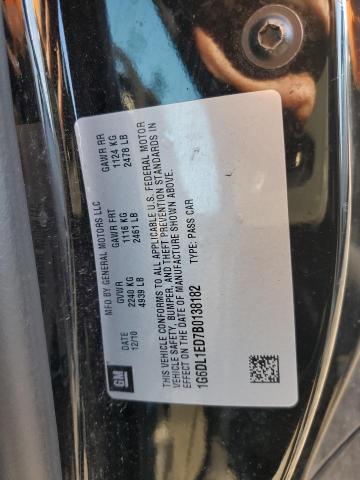 GM
MFG BY GENERAL MOTORS LLC
DATE GVWR GAWR FRT GAWR RR
12/10 2240 KG 1116 KG 1124 KG
4939 LB 2461 LB 2478 LB
THIS VEHICLE CONFORMS TO ALL APPLICABLE U.S. FEDERAL MOTOR
VEHICLE SAFETY, BUMPER, AND THEFT PREVENTION STANDARDS IN
EFFECT ON THE DATE OF MANUFACTURE SHOWN ABOVE.
1G6DL1ED7B0138182 TYPE: PASS CAR